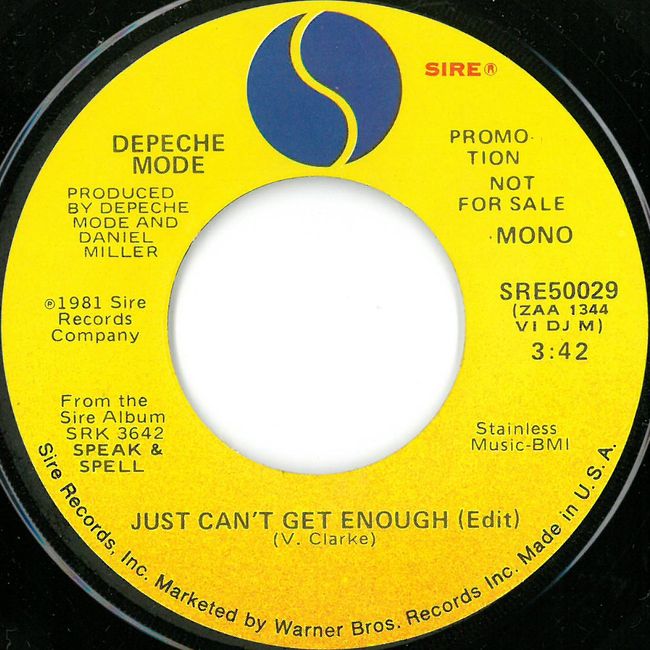 SIRE®
DEPECHE
MODE
PRODUCED
BY DEPECHE
MODE AND
DANIEL
MILLER
℗1981 Sire
Records
Company
From the
Sire Album
SRK 3642
SPEAK &
SPELL
PROMO-
TION
NOT
FOR SALE
MONO
SRE50029
(ZAA 1344
VI DJ M)
3:42
Stainless
Music-BMI
JUST CAN'T GET ENOUGH (Edit)
(V. Clarke)
Sire Records, Inc. Marketed by Warner Bros. Records Inc. Made in U.S.A.